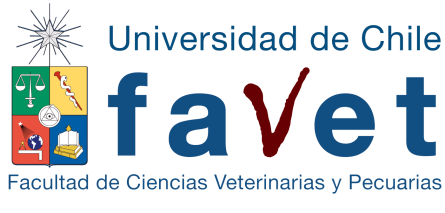 Universidad de Chile
favet
Facultad de Ciencias Veterinarias y Pecuarias